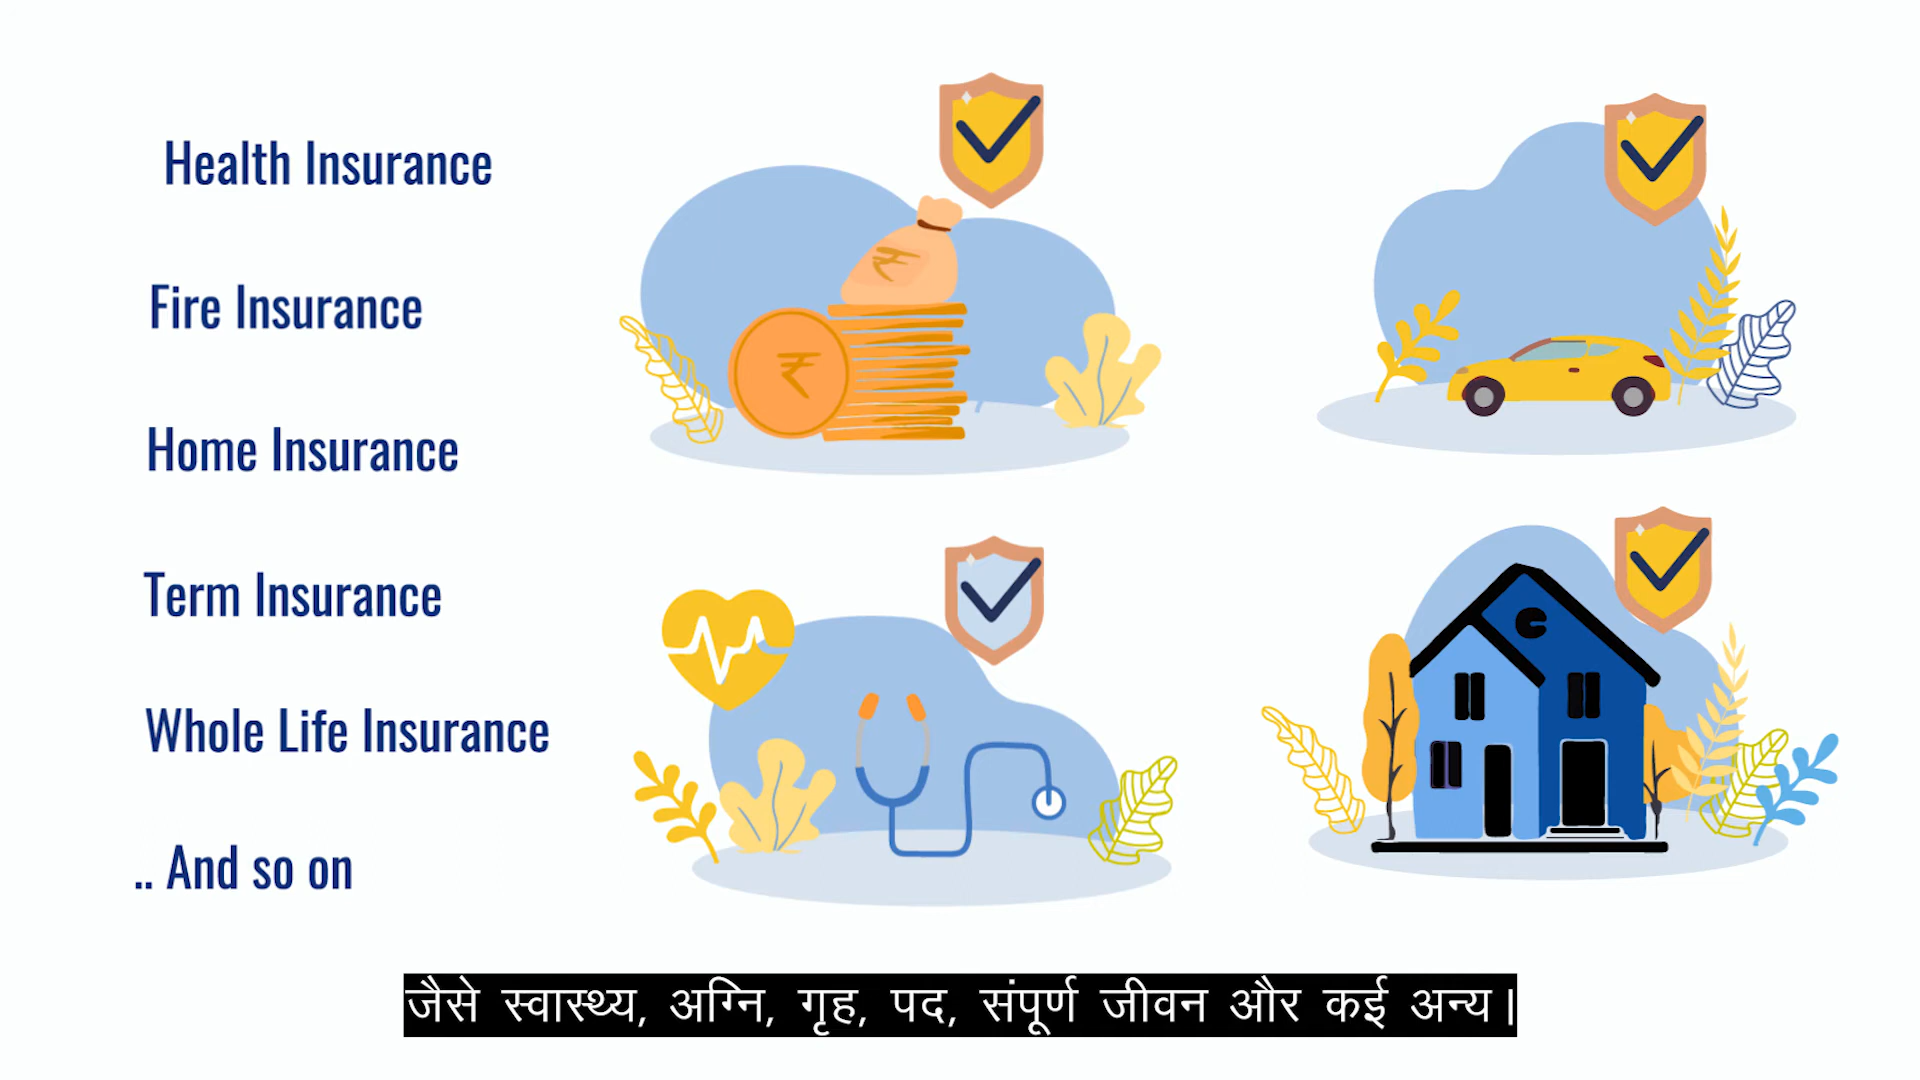 Health Insurance
Fire Insurance
Home Insurance
Term Insurance
Whole Life Insurance
.. And so on
₹
₹
जैसे स्वास्थ्य, अग्नि, गृह, पद, संपूर्ण जीवन और कई अन्य।